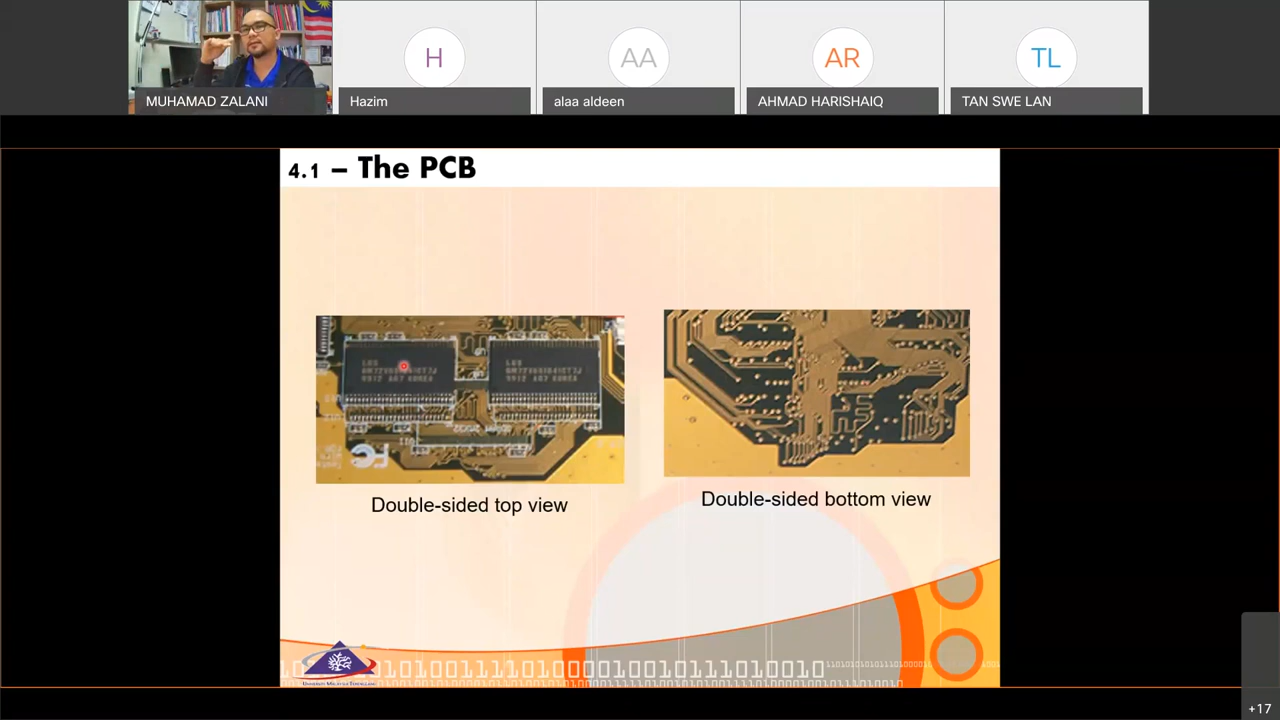 MUHAMAD ZALANI
H
Hazim
AA
alaa aldeen
AR
AHMAD HARISHAIQ
TL
TAN SWE LAN
4.1 – The PCB
Double-sided top view
Double-sided bottom view
+17